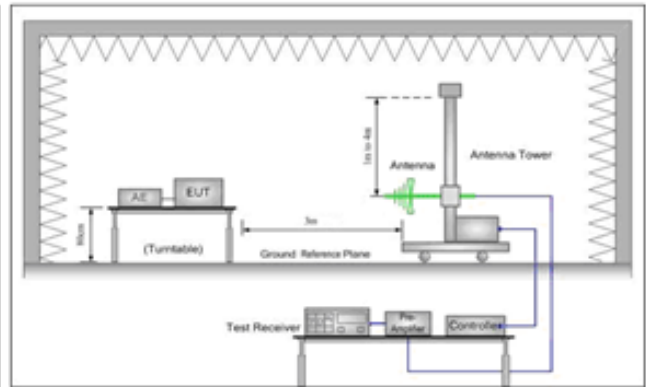 1m to 4m
Antenna
Antenna Tower
AE
EUT
80cm
3m
(Turntable)
Ground Reference Plane
Test Receiver
Pre-
Amplifier
Controller